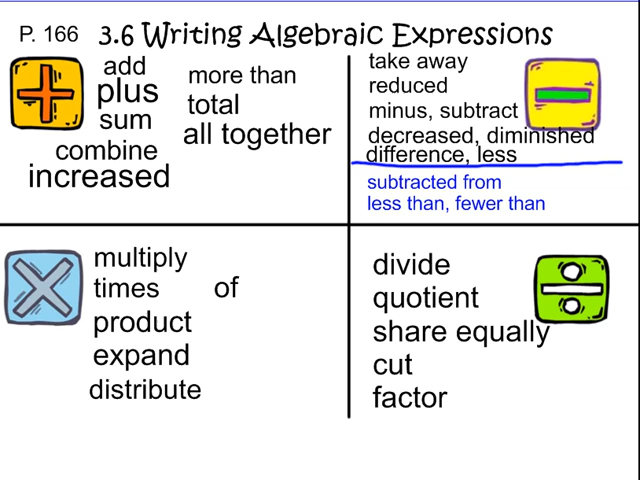 P. 166 3.6 Writing Algebraic Expressions
add
plus
sum
combine
increased
more than
total
all together
take away
reduced
minus, subtract
decreased, diminished
difference, less
subtracted from
less than, fewer than
multiply
times of
product
expand
distribute
divide
quotient
share equally
cut
factor